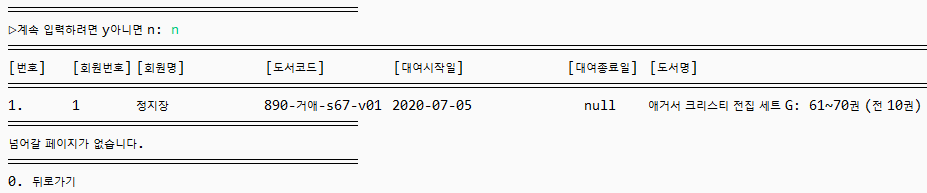 ▷계속 입력하려면 y아니면 n: n
[번호] [회원번호] [회원명] [도서코드] [대여시작일] [대여종료일] [도서명]
1. 1 정지장 890-거애-s67-v01 2020-07-05 null 애거서 크리스티 전집 세트 G: 61~70권 (전 10권)
넘어갈 페이지가 없습니다.
0. 뒤로가기